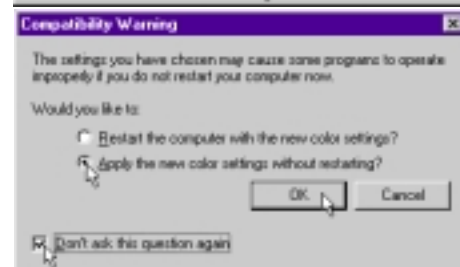 Compatibility Warning
The settings you have chosen may cause some programs to operate
improperly if you do not restart your computer now.
Would you like to:
Restart the computer with the new color settings?
Apply the new color settings without restarting?
OK
Cancel
Don't ask this question again